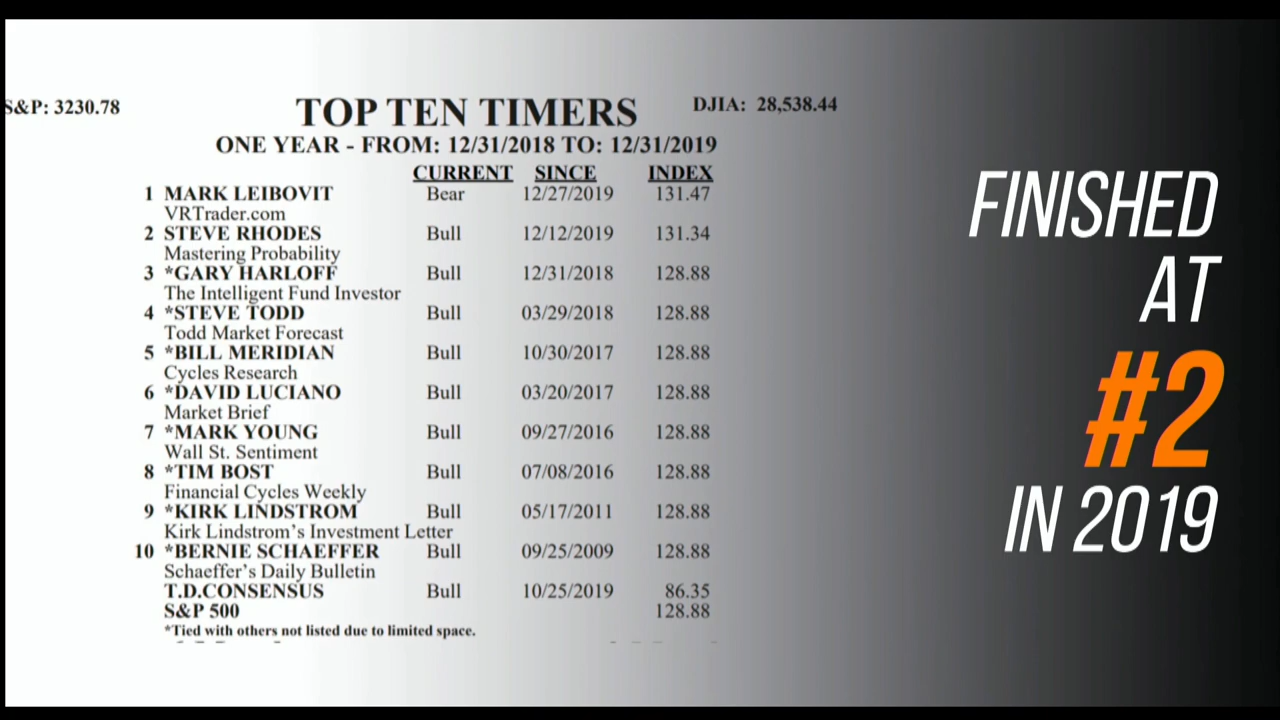 S&P: 3230.78
TOP TEN TIMERS
DJIA: 28,538.44
ONE YEAR - FROM: 12/31/2018 TO: 12/31/2019
CURRENT SINCE INDEX
1 MARK LEIBOVIT Bear 12/27/2019 131.47
VRTrader.com
2 STEVE RHODES Bull 12/12/2019 131.34
Mastering Probability
3 *GARY HARLOFF Bull 12/31/2018 128.88
The Intelligent Fund Investor
4 *STEVE TODD Bull 03/29/2018 128.88
Todd Market Forecast
5 *BILL MERIDIAN Bull 10/30/2017 128.88
Cycles Research
6 *DAVID LUCIANO Bull 03/20/2017 128.88
Market Brief
7 *MARK YOUNG Bull 09/27/2016 128.88
Wall St. Sentiment
8 *TIM BOST Bull 07/08/2016 128.88
Financial Cycles Weekly
9 *KIRK LINDSTROM Bull 05/17/2011 128.88
Kirk Lindstrom's Investment Letter
10 *BERNIE SCHAEFFER Bull 09/25/2009 128.88
Schaeffer's Daily Bulletin
T.D.CONSENSUS Bull 10/25/2019 86.35
S&P 500 128.88
*Tied with others not listed due to limited space.
FINISHED
AT
#2
IN 2019